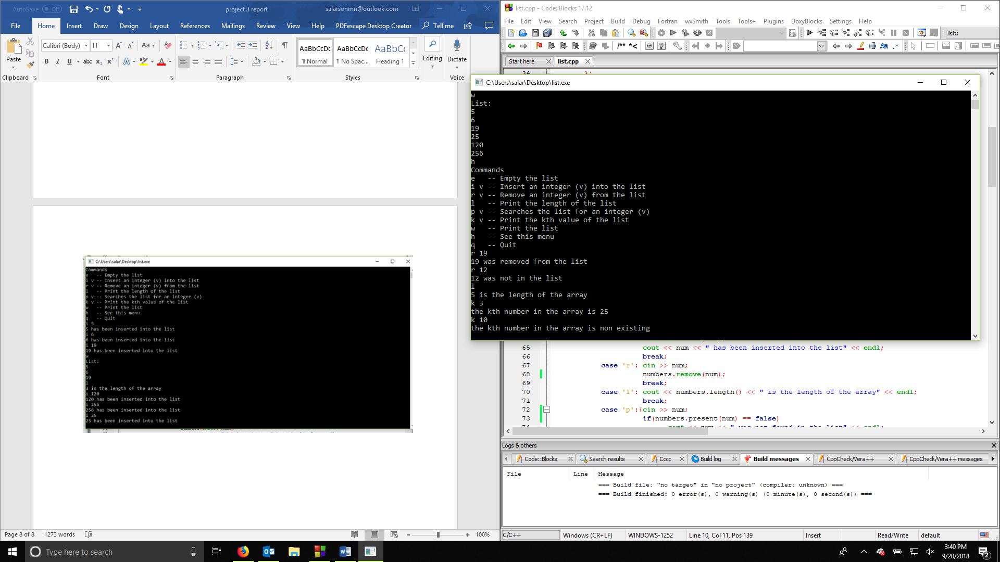 AutoSave Off
project 3 report
salarsonmn@outlook.com
File Home Insert Draw Design Layout References Mailings Review View Help PDFescape Desktop Creator Tell me
Paste
Calibri (Body) 11
AaBbCcDc AaBbCcDc AaBbCc
¶ Normal ¶ No Spac... Heading 1
Editing Dictate
Clipboard Font Paragraph Styles Voice
C:\Users\salar\Desktop\list.exe
Commands
e -- Empty the list
i v -- Insert an integer (v) into the list
r v -- Remove an integer (v) from the list
l -- Print the length of the list
p v -- Searches the list for an integer (v)
k v -- Print the kth value of the list
w -- Print the list
h -- See this menu
q -- Quit
i 5
5 has been inserted into the list
i 6
6 has been inserted into the list
i 19
19 has been inserted into the list
w
List:
5
6
19
l
3 is the length of the array
i 120
120 has been inserted into the list
i 256
256 has been inserted into the list
i 25
25 has been inserted into the list
Page 8 of 8 1273 words 100%
list.cpp - Code::Blocks 17.12
File Edit View Search Project Build Debug Fortran wxSmith Tools Tools+ Plugins DoxyBlocks Settings Help
list::
/** *<
Start here list.cpp
34 };
C:\Users\salar\Desktop\list.exe
w
List:
5
6
19
25
120
256
h
Commands
e -- Empty the list
i v -- Insert an integer (v) into the list
r v -- Remove an integer (v) from the list
l -- Print the length of the list
p v -- Searches the list for an integer (v)
k v -- Print the kth value of the list
w -- Print the list
h -- See this menu
q -- Quit
r 19
19 was removed from the list
r 12
12 was not in the list
l
5 is the length of the array
k 3
the kth number in the array is 25
k 10
the kth number in the array is non existing
65 cout << num << " has been inserted into the list" << endl;
66 break;
67 case 'r': cin >> num;
68 numbers.remove(num);
69 break;
70 case 'l': cout << numbers.length() << " is the length of the array" << endl;
71 break;
72 case 'p':{cin >> num;
73 if(numbers.present(num) == false)
74 cout << num << " was not found in the list" << endl;
Logs & others
Code::Blocks Search results Cccc Build log Build messages CppCheck/Vera++ CppCheck/Vera++ messages
File Line Message
=== Build file: "no target" in "no project" (compiler: unknown) ===
=== Build finished: 0 error(s), 0 warning(s) (0 minute(s), 0 second(s)) ===
C/C++ Windows (CR+LF) WINDOWS-1252 Line 10, Col 11, Pos 139 Insert Read/Write default
Type here to search
3:40 PM
9/20/2018
2